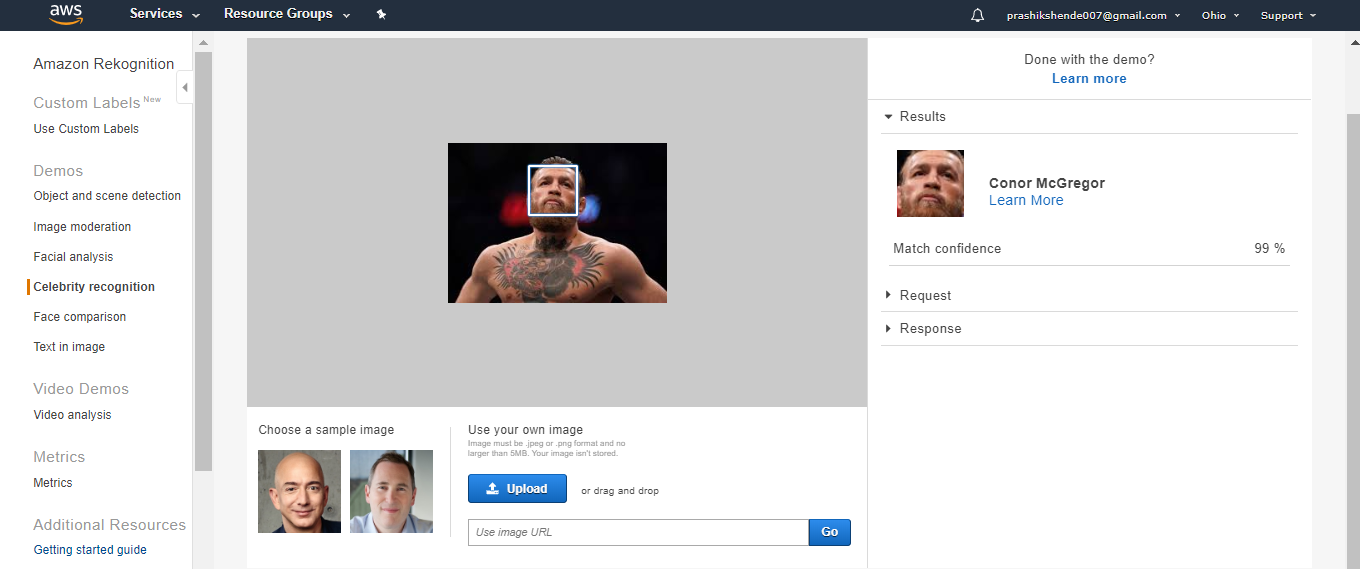 aws
Services
Resource Groups
prashikshende007@gmail.com
Ohio
Support
Amazon Rekognition
Custom Labels New
Use Custom Labels
Demos
Object and scene detection
Image moderation
Facial analysis
Celebrity recognition
Face comparison
Text in image
Video Demos
Video analysis
Metrics
Metrics
Additional Resources
Getting started guide
Choose a sample image
Use your own image
Image must be .jpeg or .png format and no
larger than 5MB. Your image isn't stored.
Upload
or drag and drop
Use image URL
Go
Done with the demo?
Learn more
Results
Conor McGregor
Learn More
Match confidence 99 %
Request
Response